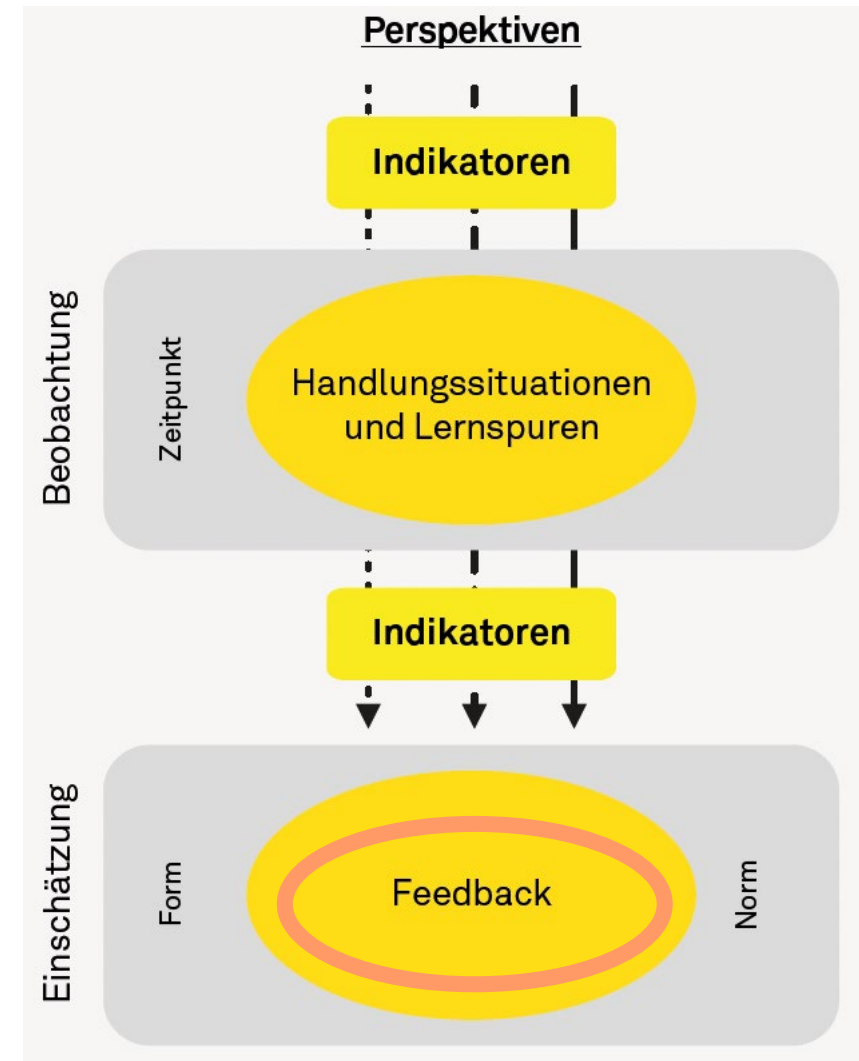 Perspektiven
Indikatoren
Beobachtung
Zeitpunkt
Handlungssituationen
und Lernspuren
Indikatoren
Einschätzung
Form
Feedback
Norm